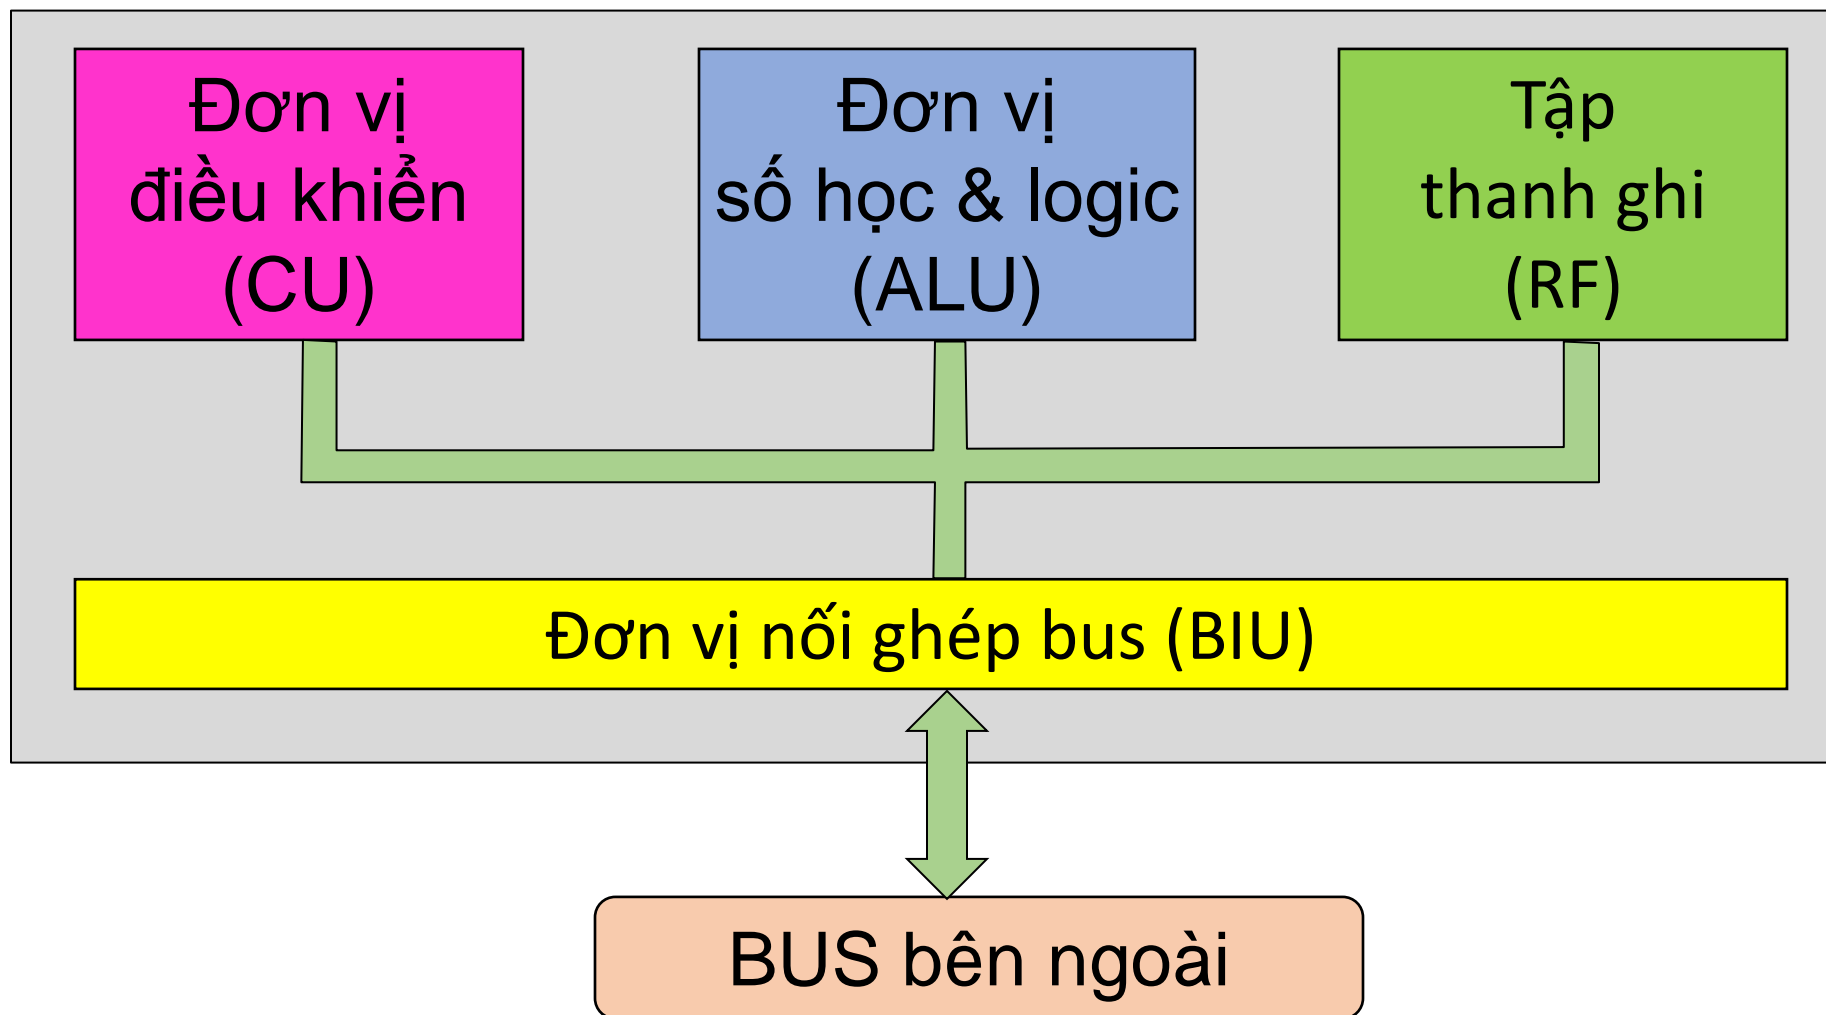 Đơn vị
điều khiển
(CU)
Đơn vị
số học & logic
(ALU)
Tập
thanh ghi
(RF)
Đơn vị nối ghép bus (BIU)
BUS bên ngoài